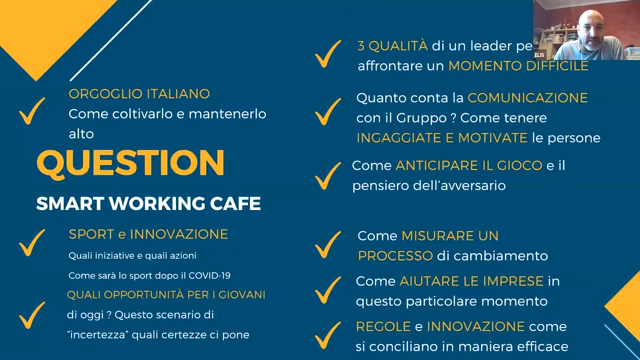 ORGOGLIO ITALIANO
Come coltivarlo e mantenerlo
alto
QUESTION
SMART WORKING CAFE
SPORT e INNOVAZIONE
Quali iniziative e quali azioni
Come sarà lo sport dopo il COVID-19
QUALI OPPORTUNITÀ PER I GIOVANI
di oggi ? Questo scenario di
"incertezza" quali certezze ci pone
3 QUALITÀ di un leader pe
affrontare un MOMENTO DIFFICILE
Quanto conta la COMUNICAZIONE
con il Gruppo ? Come tenere
INGAGGIATE E MOTIVATE le persone
Come ANTICIPARE IL GIOCO e il
pensiero dell'avversario
Come MISURARE UN
PROCESSO di cambiamento
Come AIUTARE LE IMPRESE in
questo particolare momento
REGOLE e INNOVAZIONE come
si conciliano in maniera efficace
ELIS